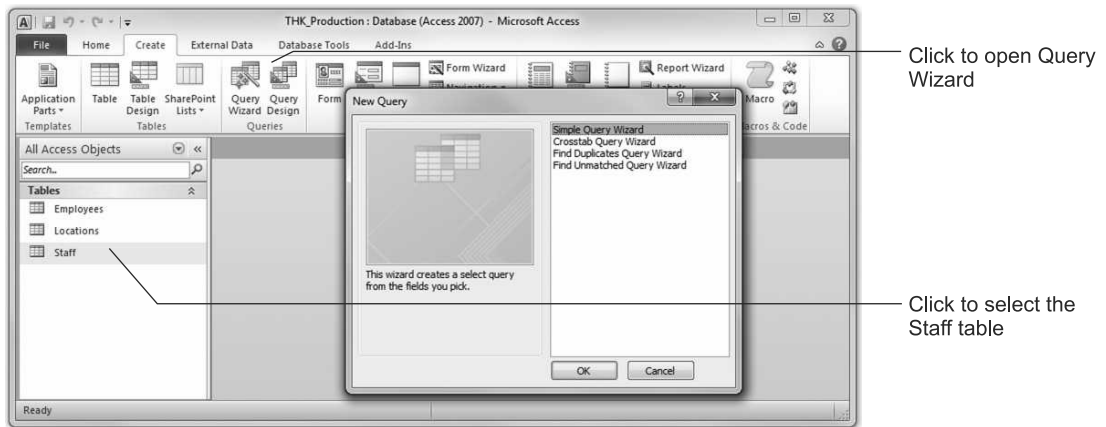 THK_Production : Database (Access 2007) - Microsoft Access
File Home Create External Data Database Tools Add-Ins
Application Parts
Table
Table Design
SharePoint Lists
Query Wizard
Query Design
Form
Form Wizard
Report Wizard
Macro
Templates
Tables
Queries
Macros & Code
All Access Objects
Search...
Tables
Employees
Locations
Staff
New Query
This wizard creates a select query
from the fields you pick.
Simple Query Wizard
Crosstab Query Wizard
Find Duplicates Query Wizard
Find Unmatched Query Wizard
OK Cancel
Ready
Click to open Query
Wizard
Click to select the
Staff table